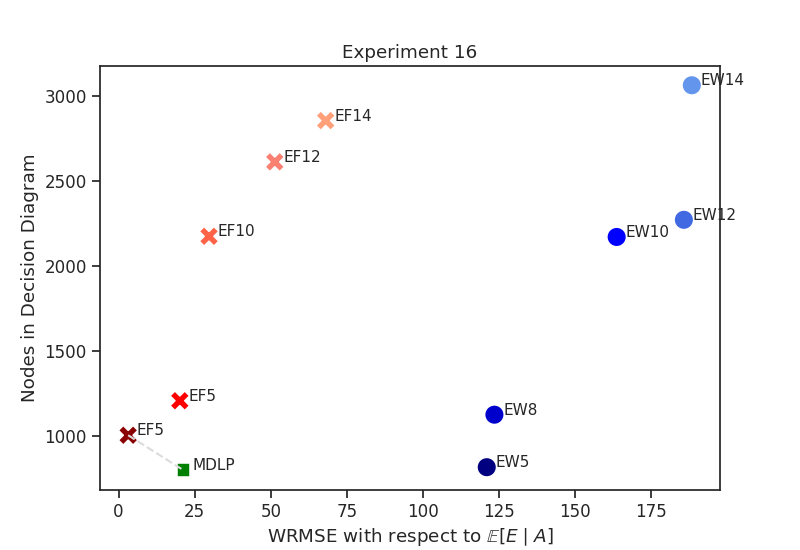 Experiment 16
Nodes in Decision Diagram
3000
2500
2000
1500
1000
EW14
EF14
EF12
EF10
EW12
EW10
EF5
EW8
EF5
MDLP
EW5
0 25 50 75 100 125 150 175
WRMSE with respect to 𝔼[E | A]